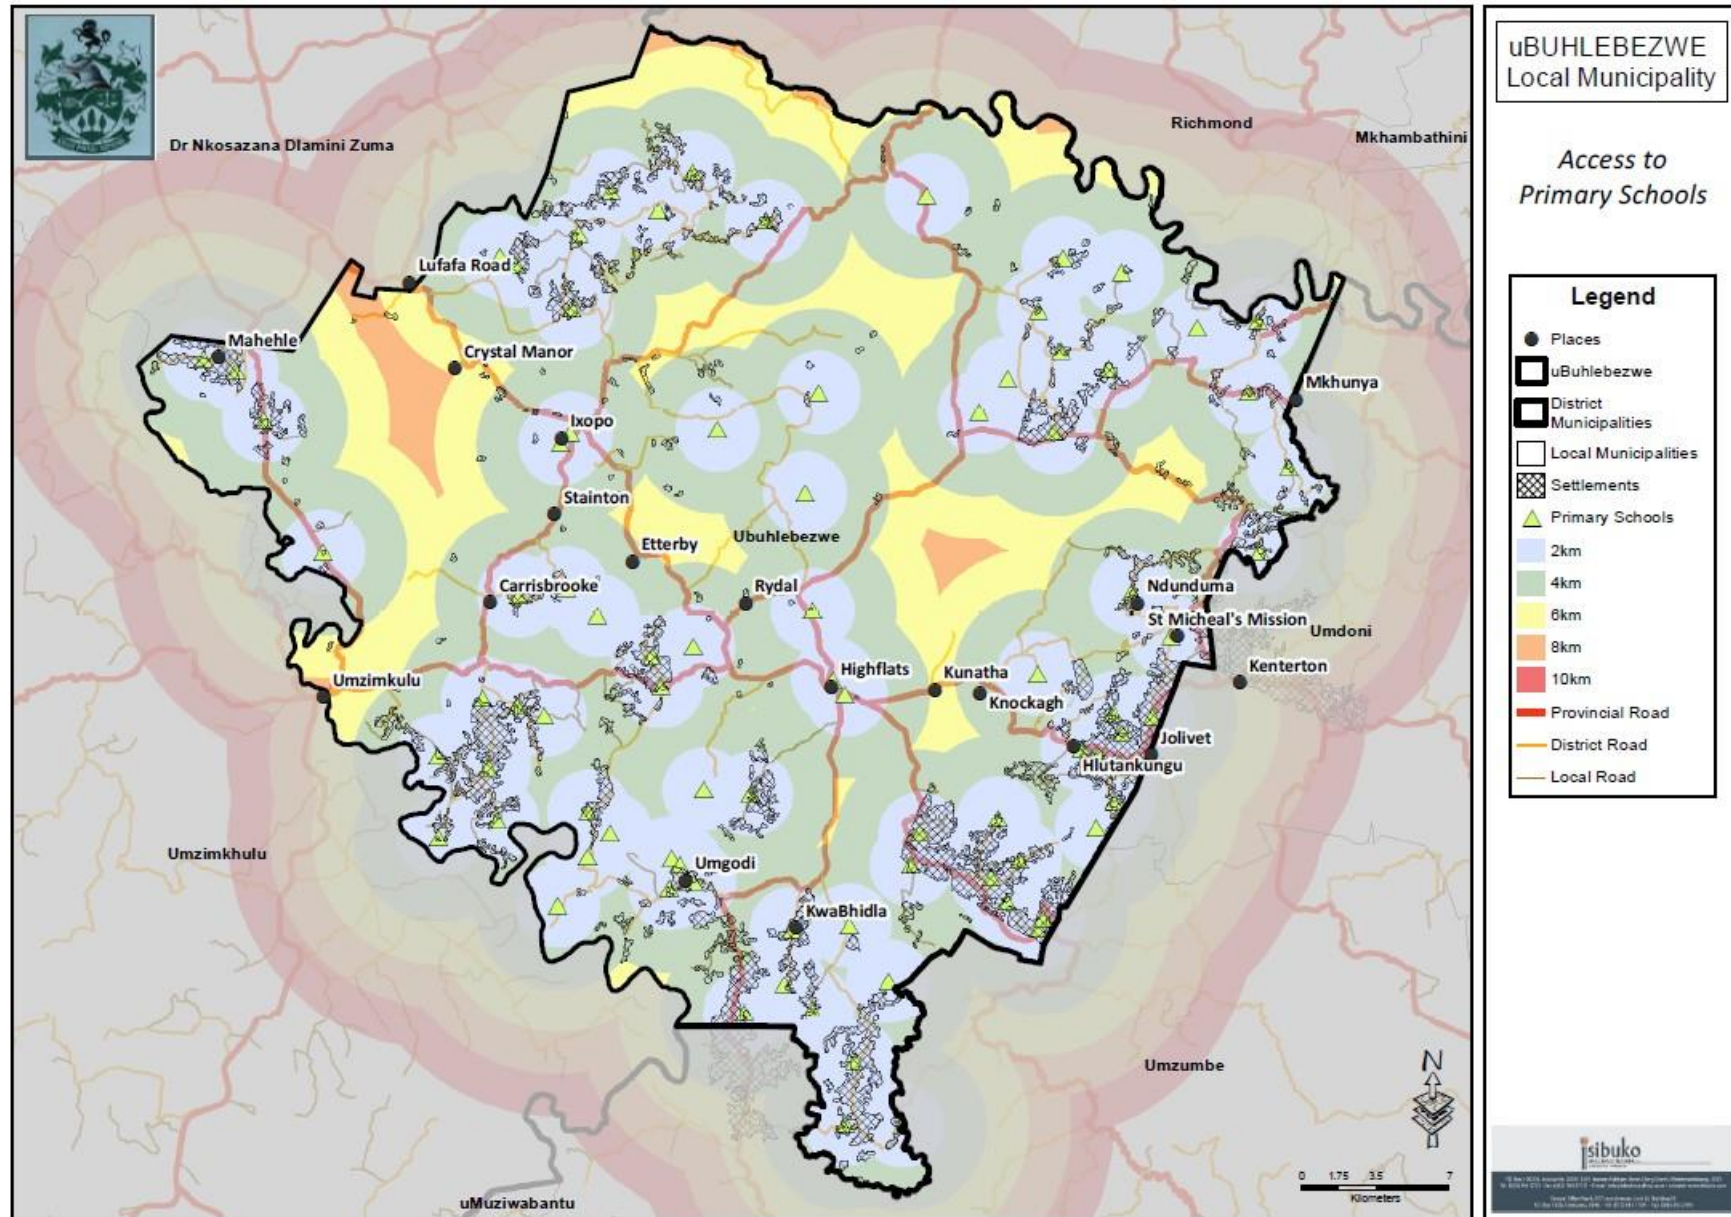 uBUHLEBEZWE
Local Municipality
Access to
Primary Schools
Legend
Places
uBuhlebezwe
District
Municipalities
Local Municipalities
Settlements
Primary Schools
2km
4km
6km
8km
10km
Provincial Road
District Road
Local Road
Richmond
Mkhambathini
Dr Nkosazana Dlamini Zuma
Lufafa Road
Mahehle
Crystal Manor
Mkhunya
Ixopo
Stainton
Ubuhlebezwe
Etterby
Carrisbrooke
Rydal
Ndunduma
St Micheal's Mission
Umdoni
Kenterton
Umzimkulu
Highflats
Kunatha
Knockagh
Jolivet
Hlutankungu
Umzimkhulu
Umgodi
KwaBhidla
Umzumbe
uMuziwabantu
N
0 1.75 3.5 7
Kilometers
isibuko